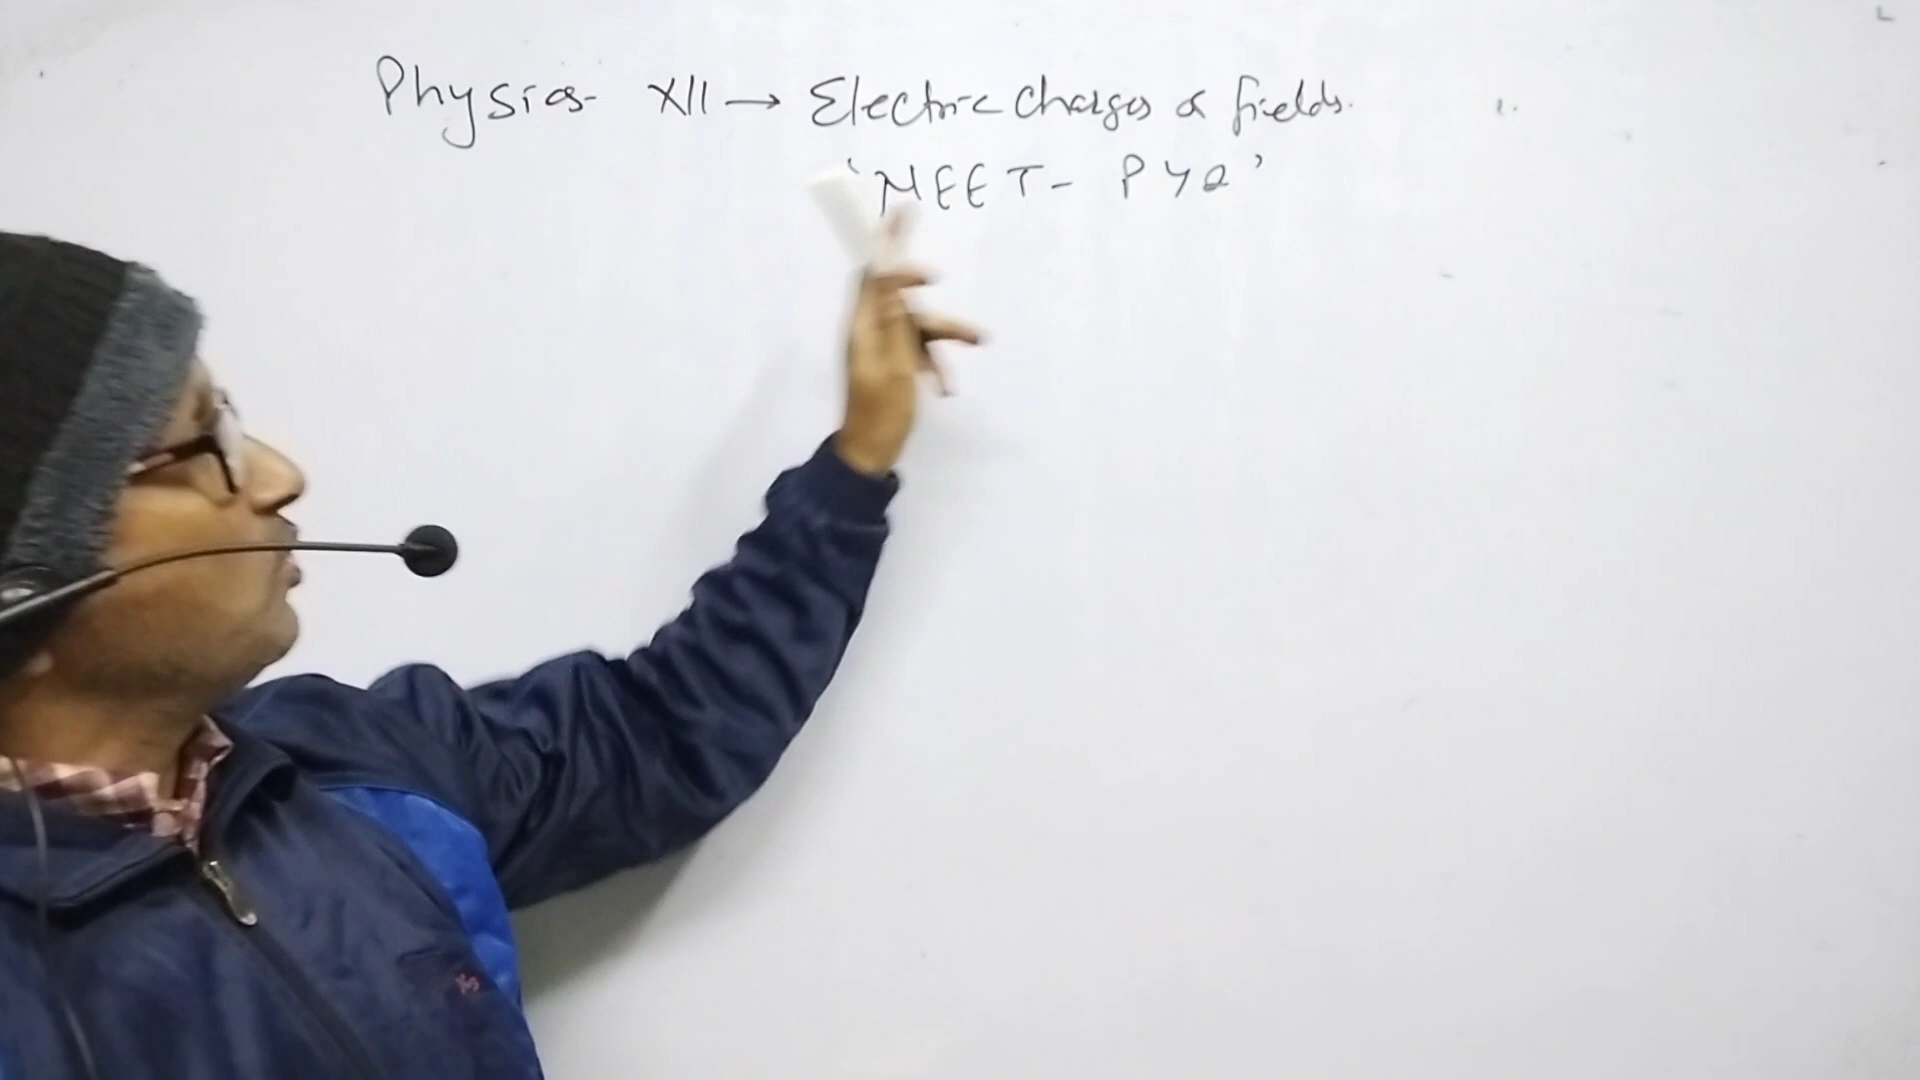 Physics- XII → Electric charges & fields.
'NEET- PYQ'